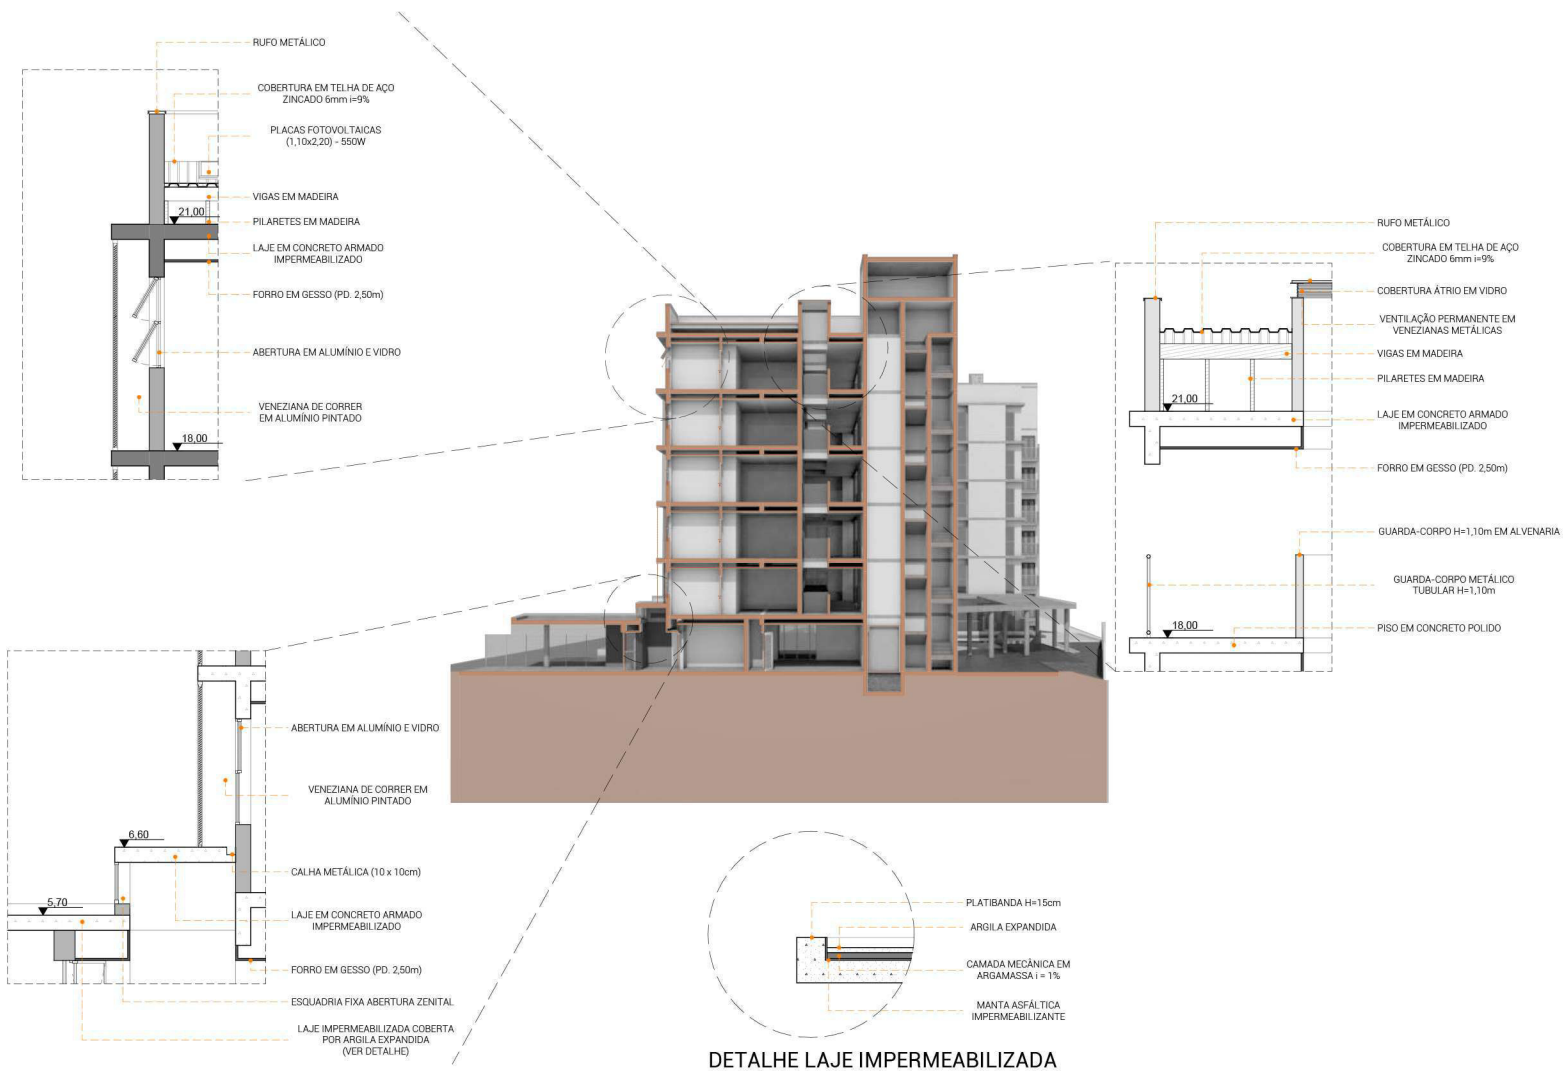 RUFO METÁLICO
COBERTURA EM TELHA DE AÇO
ZINCADO 6mm i=9%
PLACAS FOTOVOLTAICAS
(1,10x2,20) - 550W
VIGAS EM MADEIRA
21,00
PILARETES EM MADEIRA
LAJE EM CONCRETO ARMADO
IMPERMEABILIZADO
FORRO EM GESSO (PD. 2,50m)
ABERTURA EM ALUMÍNIO E VIDRO
VENEZIANA DE CORRER
EM ALUMÍNIO PINTADO
18,00
RUFO METÁLICO
COBERTURA EM TELHA DE AÇO
ZINCADO 6mm i=9%
COBERTURA ÁTRIO EM VIDRO
VENTILAÇÃO PERMANENTE EM
VENEZIANAS METÁLICAS
VIGAS EM MADEIRA
PILARETES EM MADEIRA
21,00
LAJE EM CONCRETO ARMADO
IMPERMEABILIZADO
FORRO EM GESSO (PD. 2,50m)
GUARDA-CORPO H=1,10m EM ALVENARIA
GUARDA-CORPO METÁLICO
TUBULAR H=1,10m
18,00
PISO EM CONCRETO POLIDO
ABERTURA EM ALUMÍNIO E VIDRO
VENEZIANA DE CORRER EM
ALUMÍNIO PINTADO
6,60
CALHA METÁLICA (10 x 10cm)
5,70
LAJE EM CONCRETO ARMADO
IMPERMEABILIZADO
FORRO EM GESSO (PD. 2,50m)
ESQUADRIA FIXA ABERTURA ZENITAL
LAJE IMPERMEABILIZADA COBERTA
POR ARGILA EXPANDIDA
(VER DETALHE)
PLATIBANDA H=15cm
ARGILA EXPANDIDA
CAMADA MECÂNICA EM
ARGAMASSA i = 1%
MANTA ASFÁLTICA
IMPERMEABILIZANTE
DETALHE LAJE IMPERMEABILIZADA